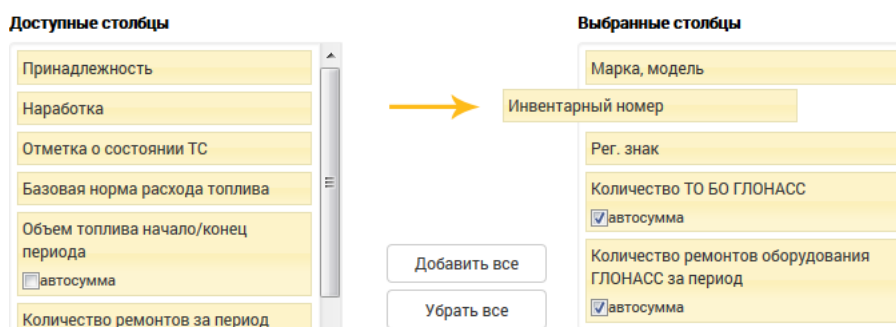 Доступные столбцы
Принадлежность
Наработка
Отметка о состоянии ТС
Базовая норма расхода топлива
Объем топлива начало/конец
периода
автосумма
Количество ремонтов за период
Добавить все
Убрать все
Выбранные столбцы
Марка, модель
Инвентарный номер
Рег. знак
Количество ТО БО ГЛОНАСС
автосумма
Количество ремонтов оборудования
ГЛОНАСС за период
автосумма